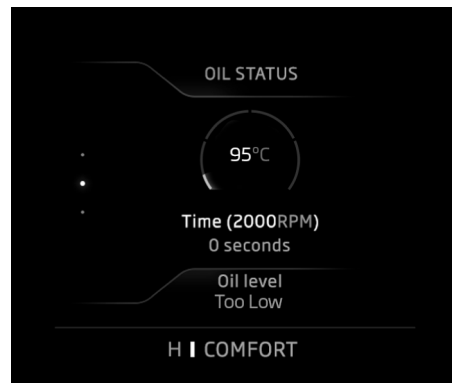 OIL STATUS
95°C
Time (2000RPM)
0 seconds
Oil level
Too Low
H COMFORT